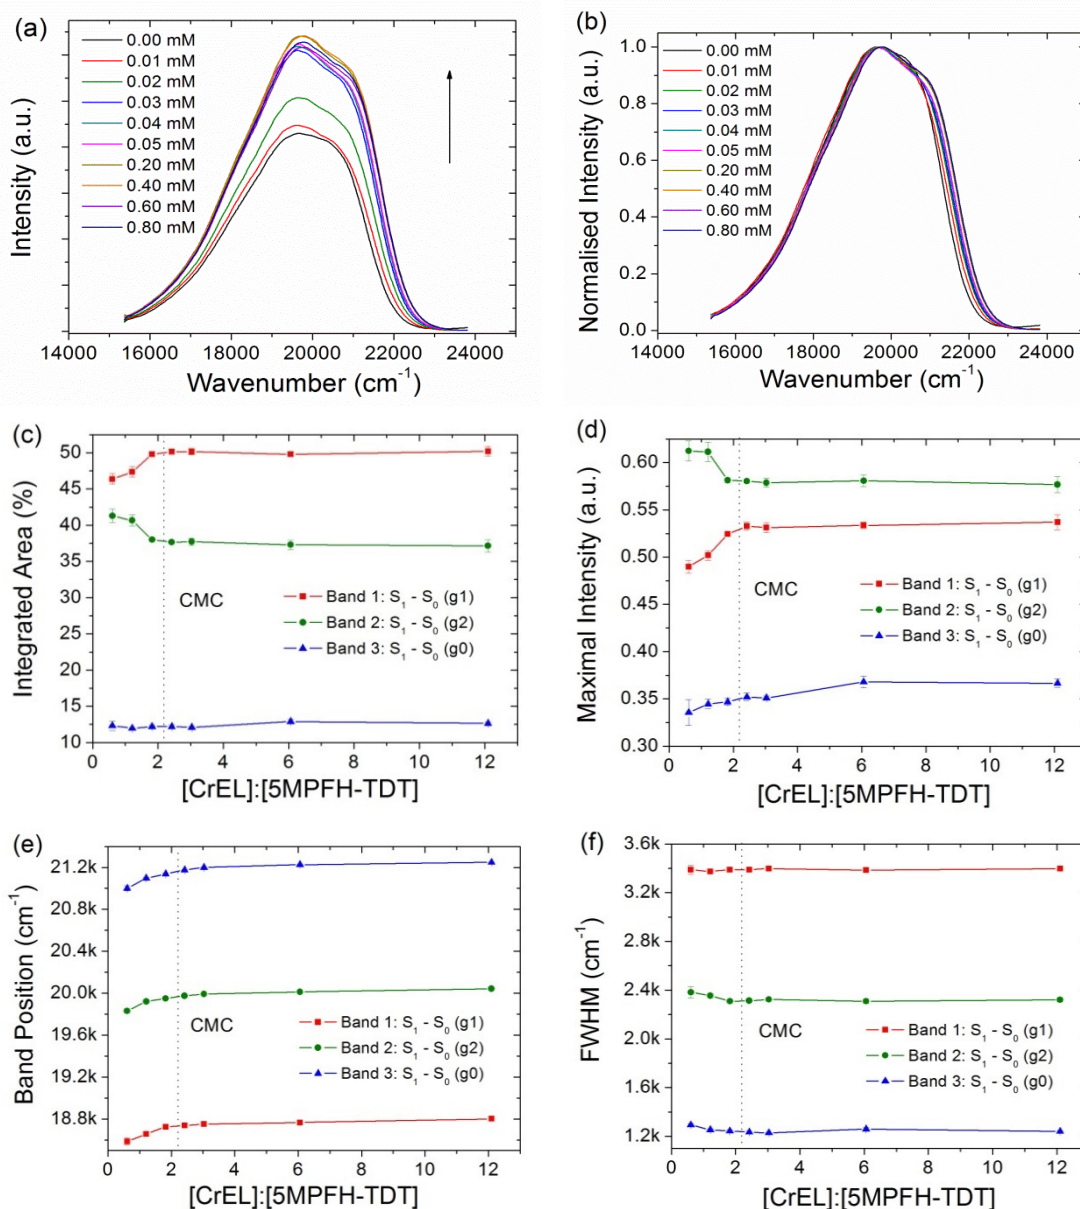 (a)
0.00 mM
0.01 mM
0.02 mM
0.03 mM
0.04 mM
0.05 mM
0.20 mM
0.40 mM
0.60 mM
0.80 mM
Intensity (a.u.)
14000 16000 18000 20000 22000 24000
Wavenumber (cm⁻¹)
(b)
1.0
0.8
0.6
0.4
0.2
0.0
0.00 mM
0.01 mM
0.02 mM
0.03 mM
0.04 mM
0.05 mM
0.20 mM
0.40 mM
0.60 mM
0.80 mM
Normalised Intensity (a.u.)
14000 16000 18000 20000 22000 24000
Wavenumber (cm⁻¹)
(c)
50
45
40
35
30
25
20
15
10
Integrated Area (%)
CMC
Band 1: S₁ - S₀ (g1)
Band 2: S₁ - S₀ (g2)
Band 3: S₁ - S₀ (g0)
0 2 4 6 8 10 12
[CrEL]:[5MPFH-TDT]
(d)
0.60
0.55
0.50
0.45
0.40
0.35
0.30
Maximal Intensity (a.u.)
CMC
Band 1: S₁ - S₀ (g1)
Band 2: S₁ - S₀ (g2)
Band 3: S₁ - S₀ (g0)
0 2 4 6 8 10 12
[CrEL]:[5MPFH-TDT]
(e)
21.2k
20.8k
20.4k
20.0k
19.6k
19.2k
18.8k
Band Position (cm⁻¹)
CMC
Band 1: S₁ - S₀ (g1)
Band 2: S₁ - S₀ (g2)
Band 3: S₁ - S₀ (g0)
0 2 4 6 8 10 12
[CrEL]:[5MPFH-TDT]
(f)
3.6k
3.2k
2.8k
2.4k
2.0k
1.6k
1.2k
FWHM (cm⁻¹)
CMC
Band 1: S₁ - S₀ (g1)
Band 2: S₁ - S₀ (g2)
Band 3: S₁ - S₀ (g0)
0 2 4 6 8 10 12
[CrEL]:[5MPFH-TDT]